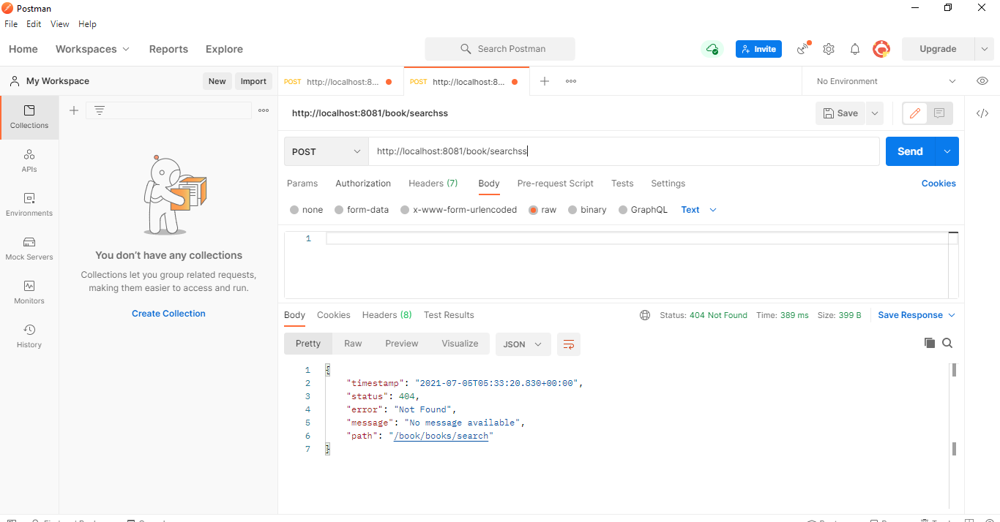 Postman
File Edit View Help
Home Workspaces Reports Explore Search Postman Invite Upgrade
My Workspace New Import POST http://localhost:8... POST http://localhost:8... No Environment
Collections
APIs
Environments
Mock Servers
Monitors
History
You don't have any collections
Collections let you group related requests,
making them easier to access and run.
Create Collection
http://localhost:8081/book/searchss Save
POST http://localhost:8081/book/searchss Send
Params Authorization Headers (7) Body Pre-request Script Tests Settings Cookies
none form-data x-www-form-urlencoded raw binary GraphQL Text
1
Body Cookies Headers (8) Test Results Status: 404 Not Found Time: 389 ms Size: 399 B Save Response
Pretty Raw Preview Visualize JSON
1 {
2 "timestamp": "2021-07-05T05:33:20.830+00:00",
3 "status": 404,
4 "error": "Not Found",
5 "message": "No message available",
6 "path": "/book/books/search"
7 }